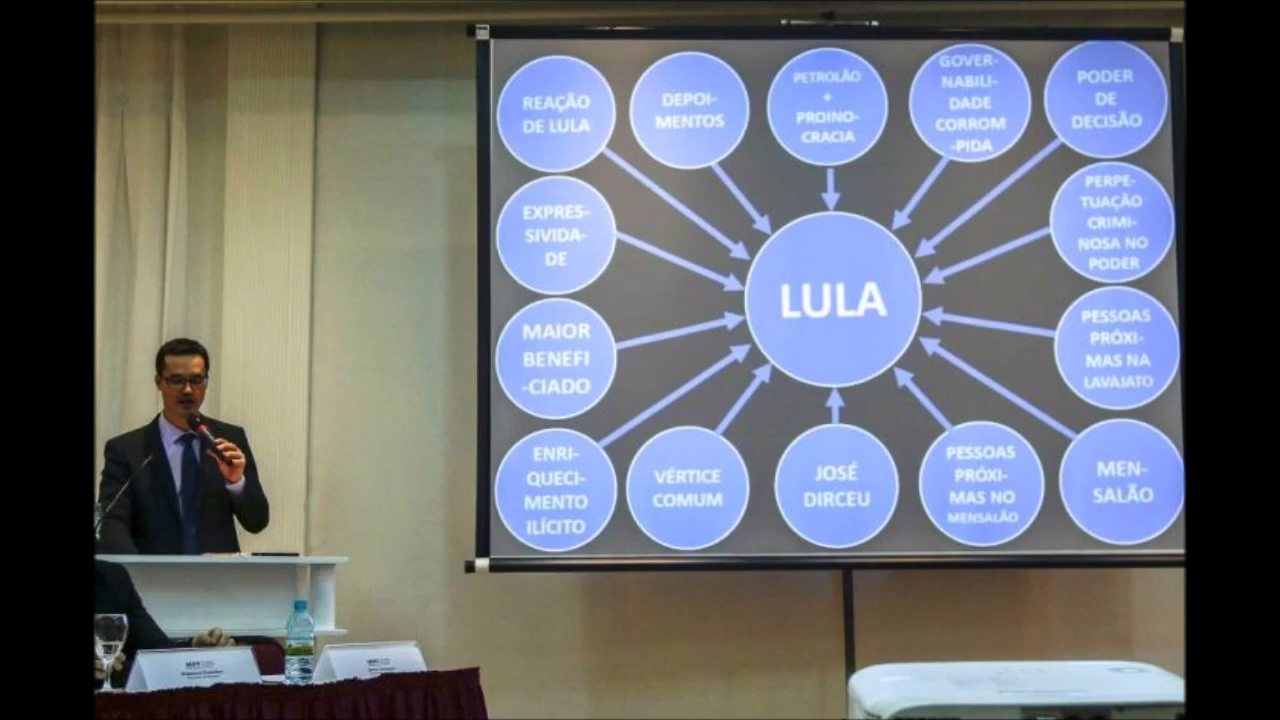 REAÇÃO
DE LULA
DEPOI-
MENTOS
PETROLÃO
+
PROINO-
CRACIA
GOVER-
NABILI-
DADE
CORROM
-PIDA
PODER
DE
DECISÃO
EXPRES-
SIVIDA-
DE
LULA
PERPE-
TUAÇÃO
CRIMI-
NOSA NO
PODER
MAIOR
BENEFI
-CIADO
PESSOAS
PRÓXI-
MAS NA
LAVAJATO
ENRI-
QUECI-
MENTO
ILÍCITO
VÉRTICE
COMUM
JOSÉ
DIRCEU
PESSOAS
PRÓXI-
MAS NO
MENSALÃO
MEN-
SALÃO